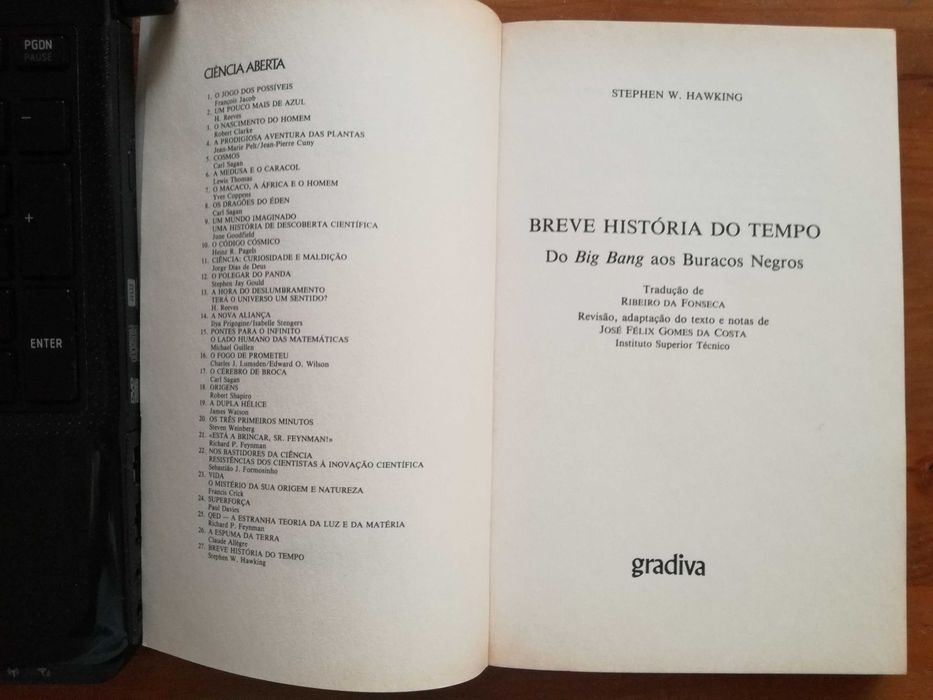 PGDN
PAUSE
−
+
ENTER
CIÊNCIA ABERTA
1. O JOGO DOS POSSÍVEIS
François Jacob
2. UM POUCO MAIS DE AZUL
H. Reeves
3. O NASCIMENTO DO HOMEM
Robert Clarke
4. A PRODIGIOSA AVENTURA DAS PLANTAS
Jean-Marie Pelt/Jean-Pierre Cuny
5. COSMOS
Carl Sagan
6. A MEDUSA E O CARACOL
Lewis Thomas
7. O MACACO, A ÁFRICA E O HOMEM
Yves Coppens
8. OS DRAGÕES DO ÉDEN
Carl Sagan
9. UM MUNDO IMAGINADO
UMA HISTÓRIA DE DESCOBERTA CIENTÍFICA
June Goodfield
10. O CÓDIGO CÓSMICO
Heinz R. Pagels
11. CIÊNCIA: CURIOSIDADE E MALDIÇÃO
Jorge Dias de Deus
12. O POLEGAR DO PANDA
Stephen Jay Gould
13. A HORA DO DESLUMBRAMENTO
TERÁ O UNIVERSO UM SENTIDO?
H. Reeves
14. A NOVA ALIANÇA
Ilya Prigogine/Isabelle Stengers
15. PONTES PARA O INFINITO
O LADO HUMANO DAS MATEMÁTICAS
Michael Guillen
16. O FOGO DE PROMETEU
Charles J. Lumsden/Edward O. Wilson
17. O CÉREBRO DE BROCA
Carl Sagan
18. ORIGENS
Robert Shapiro
19. A DUPLA HÉLICE
James Watson
20. OS TRÊS PRIMEIROS MINUTOS
Steven Weinberg
21. «ESTÁ A BRINCAR, SR. FEYNMAN!»
Richard P. Feynman
22. NOS BASTIDORES DA CIÊNCIA
RESISTÊNCIAS DOS CIENTISTAS À INOVAÇÃO CIENTÍFICA
Sebastião J. Formosinho
23. VIDA
O MISTÉRIO DA SUA ORIGEM E NATUREZA
Francis Crick
24. SUPERFORÇA
Paul Davies
25. QED — A ESTRANHA TEORIA DA LUZ E DA MATÉRIA
Richard P. Feynman
26. A ESPUMA DA TERRA
Claude Allègre
27. BREVE HISTÓRIA DO TEMPO
Stephen W. Hawking
STEPHEN W. HAWKING
BREVE HISTÓRIA DO TEMPO
Do Big Bang aos Buracos Negros
Tradução de
RIBEIRO DA FONSECA
Revisão, adaptação do texto e notas de
JOSÉ FÉLIX GOMES DA COSTA
Instituto Superior Técnico
gradiva